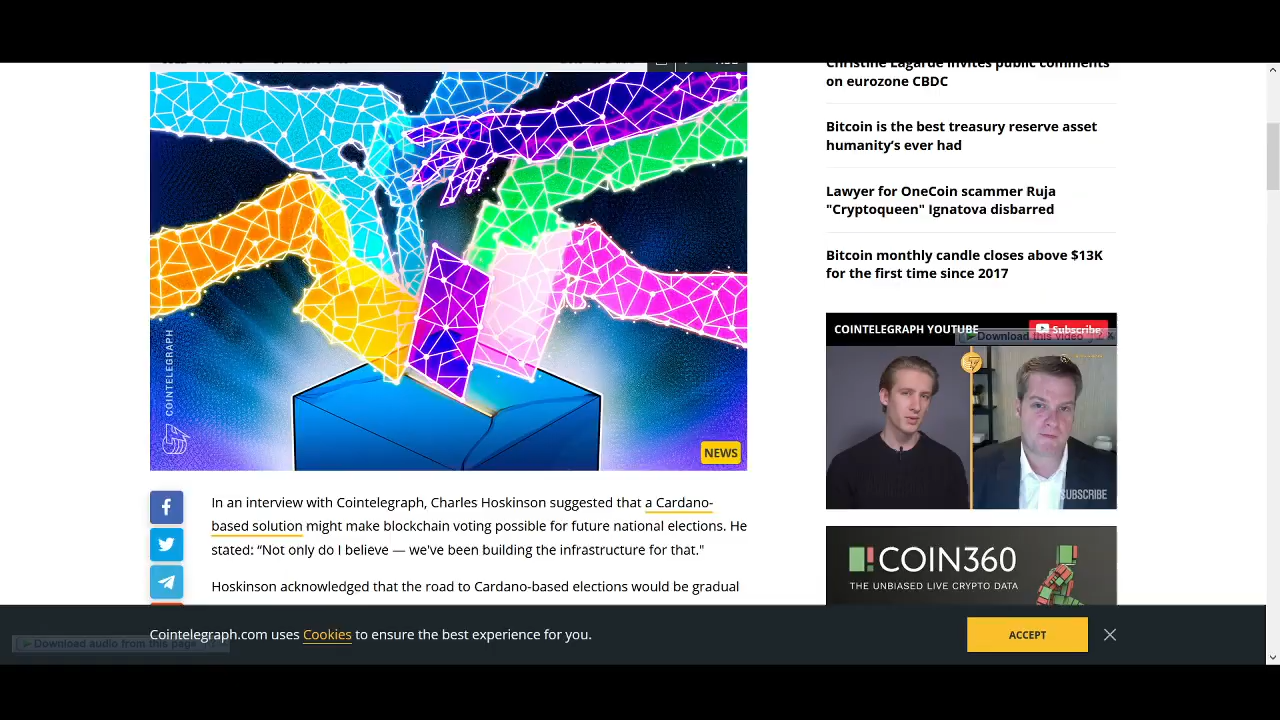 COINTELEGRAPH
NEWS
In an interview with Cointelegraph, Charles Hoskinson suggested that a Cardano-
based solution might make blockchain voting possible for future national elections. He
stated: “Not only do I believe — we've been building the infrastructure for that."
Hoskinson acknowledged that the road to Cardano-based elections would be gradual
Christine Lagarde invites public comments
on eurozone CBDC
Bitcoin is the best treasury reserve asset
humanity‘s ever had
Lawyer for OneCoin scammer Ruja
"Cryptoqueen" Ignatova disbarred
Bitcoin monthly candle closes above $13K
for the first time since 2017
COINTELEGRAPH YOUTUBE Subscribe
Download this video ? X
SUBSCRIBE
COIN360
THE UNBIASED LIVE CRYPTO DATA
Cointelegraph.com uses Cookies to ensure the best experience for you.
ACCEPT
Download audio from this page